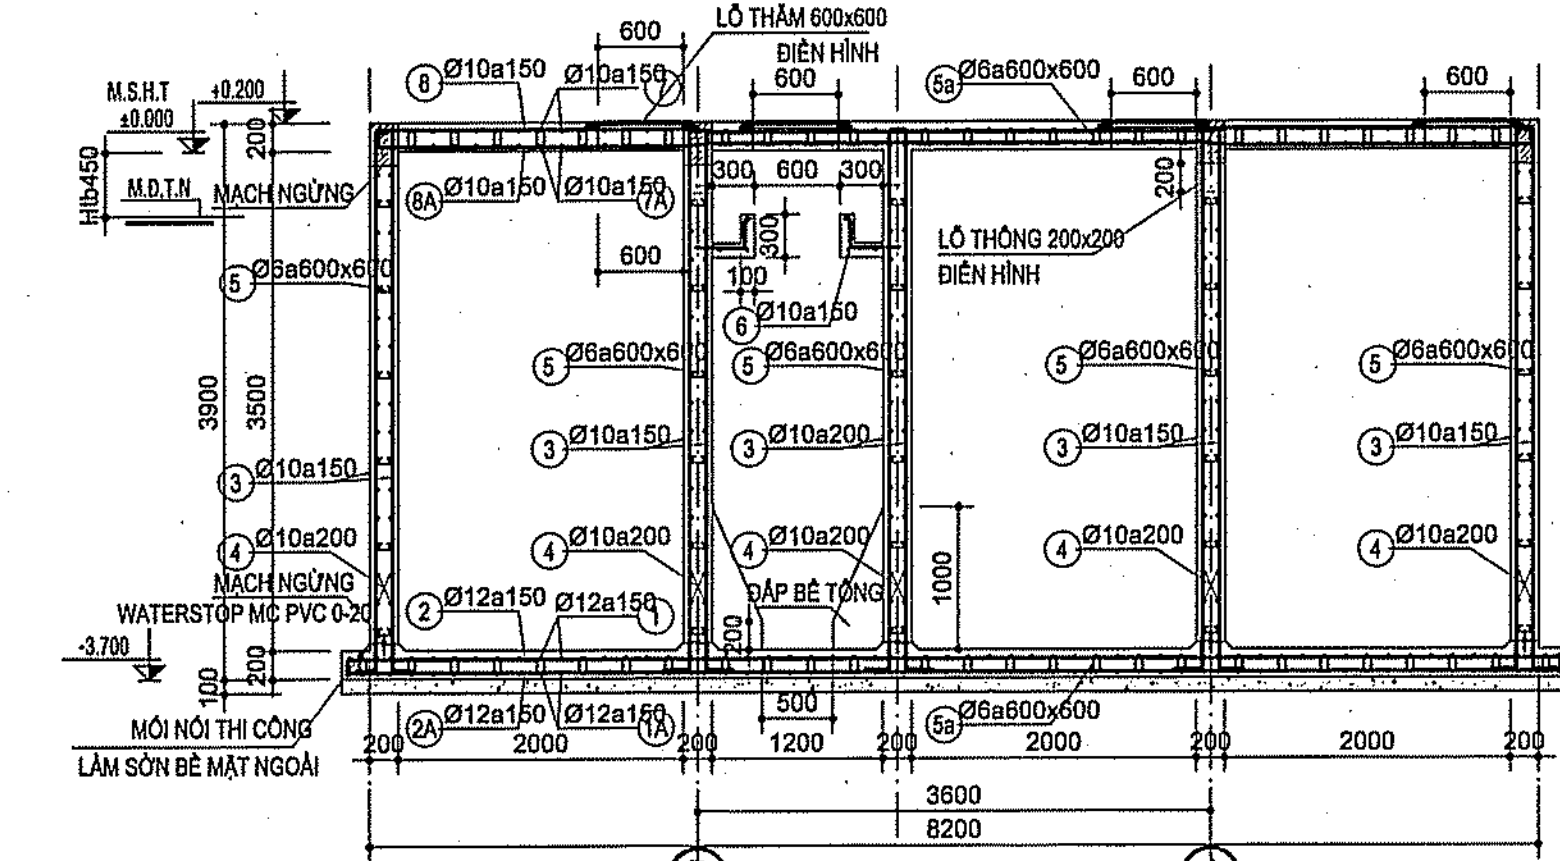 LỖ THĂM 600x600
ĐIỂN HÌNH
600
8 Ø10a150
Ø10a150 7
600
5a Ø6a600x600
600
600
M.S.H.T
±0.000
+0.200
200
Htb450
M.D.T.N
MẠCH NGỪNG
8A Ø10a150
Ø10a150 7A
300
600
300
200
300
LỖ THÔNG 200x200
ĐIỂN HÌNH
600
100
5 Ø6a600x600
6 Ø10a150
5 Ø6a600x600
5 Ø6a600x600
5 Ø6a600x600
5 Ø6a600x600
3900
3500
3 Ø10a150
3 Ø10a150
3 Ø10a200
3 Ø10a150
3 Ø10a150
4 Ø10a200
4 Ø10a200
4 Ø10a200
4 Ø10a200
4 Ø10a200
1000
MẠCH NGỪNG
WATERSTOP MC PVC 0-20
2 Ø12a150
Ø12a150 1
ĐẮP BÊ TÔNG
200
-3.700
200
100
500
MỐI NỐI THI CÔNG
LÀM SỜN BỀ MẶT NGOÀI
2A Ø12a150
Ø12a150 1A
5a Ø6a600x600
200
2000
200
1200
200
2000
200
2000
200
3600
8200